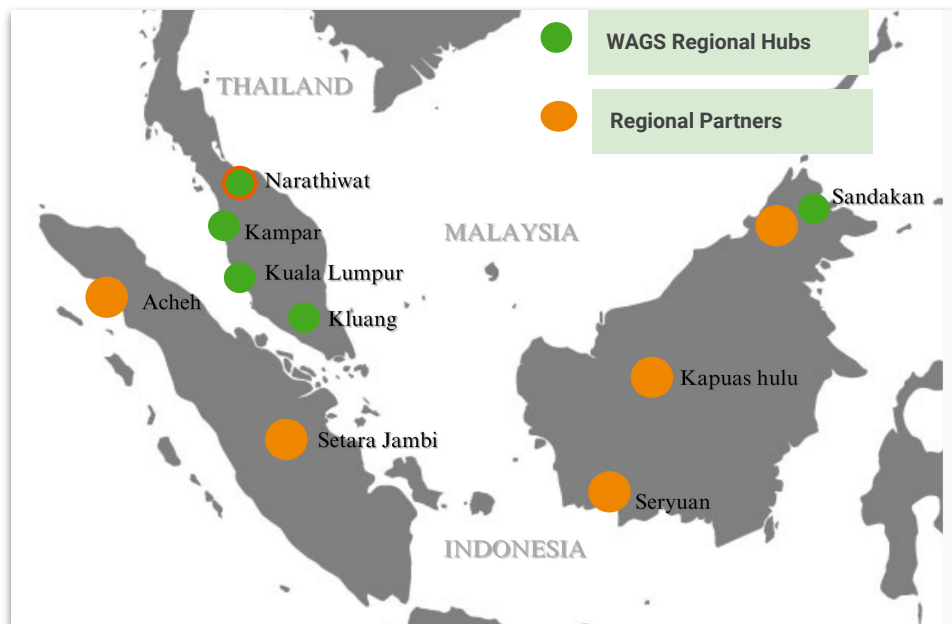 WAGS Regional Hubs
THAILAND
Regional Partners
Narathiwat
Sandakan
Kampar
MALAYSIA
Kuala Lumpur
Acheh
Kluang
Kapuas hulu
Setara Jambi
Seryuan
INDONESIA